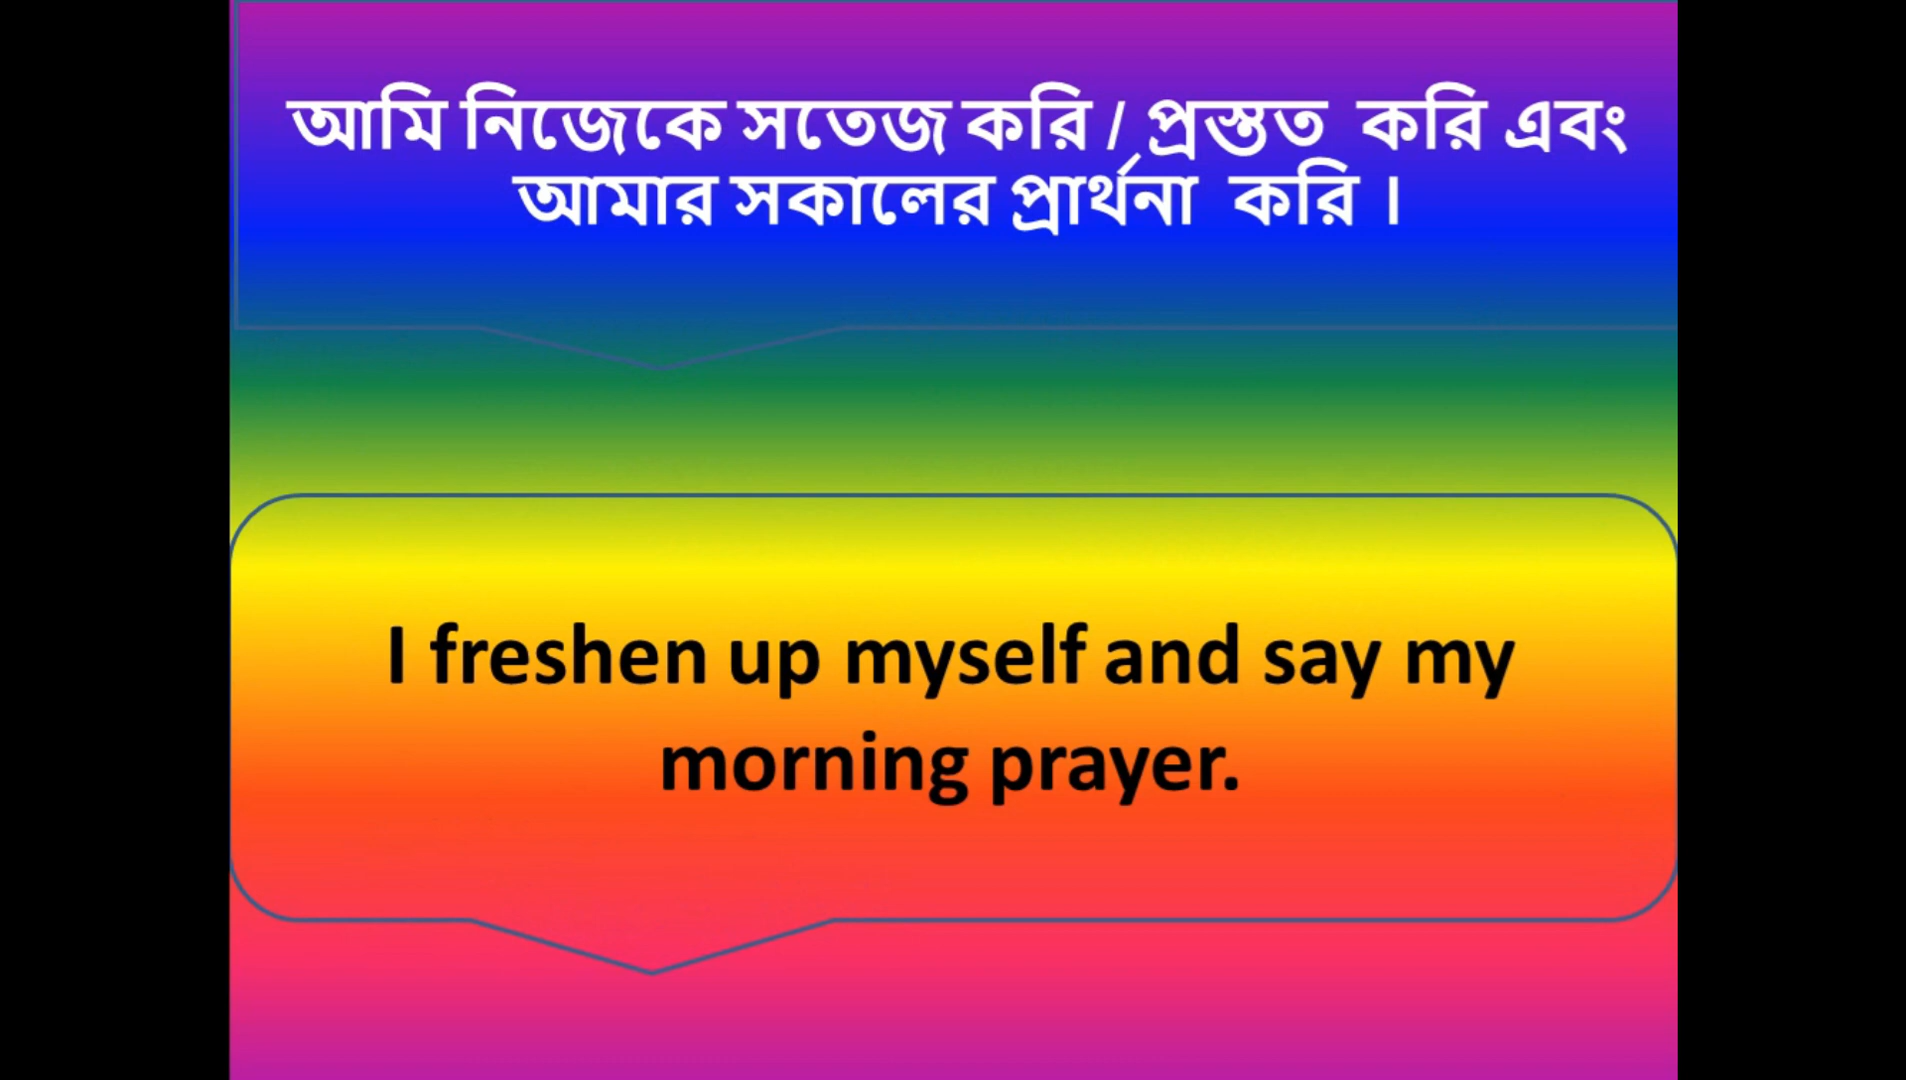 আমি নিজেকে সতেজ করি / প্রস্তত করি এবং
আমার সকালের প্রার্থনা করি ।
I freshen up myself and say my
morning prayer.